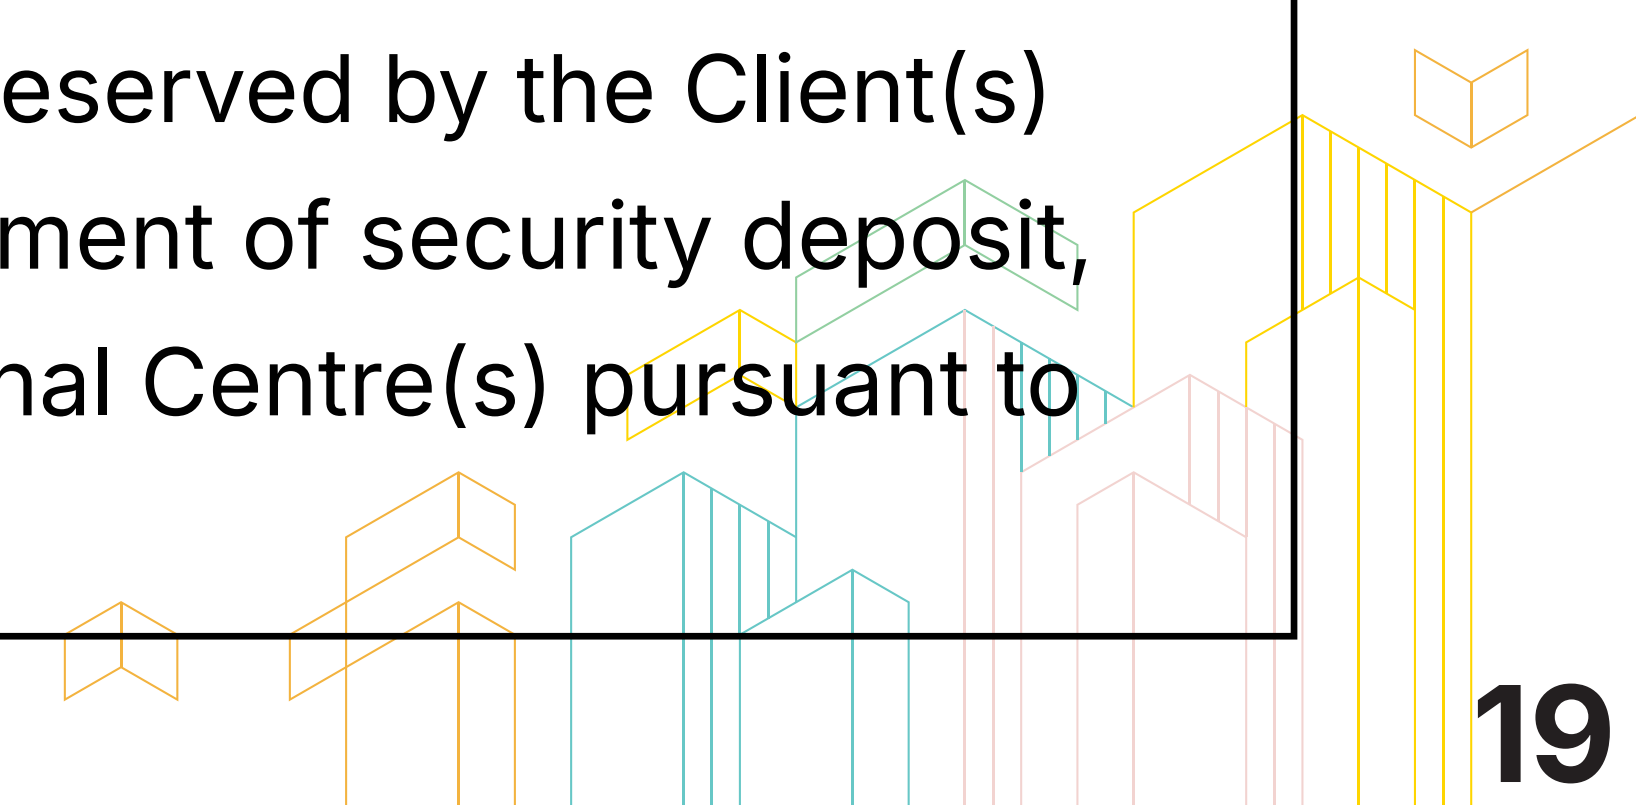 eserved by the Client(s)
ment of security deposit,
nal Centre(s) pursuant to
19